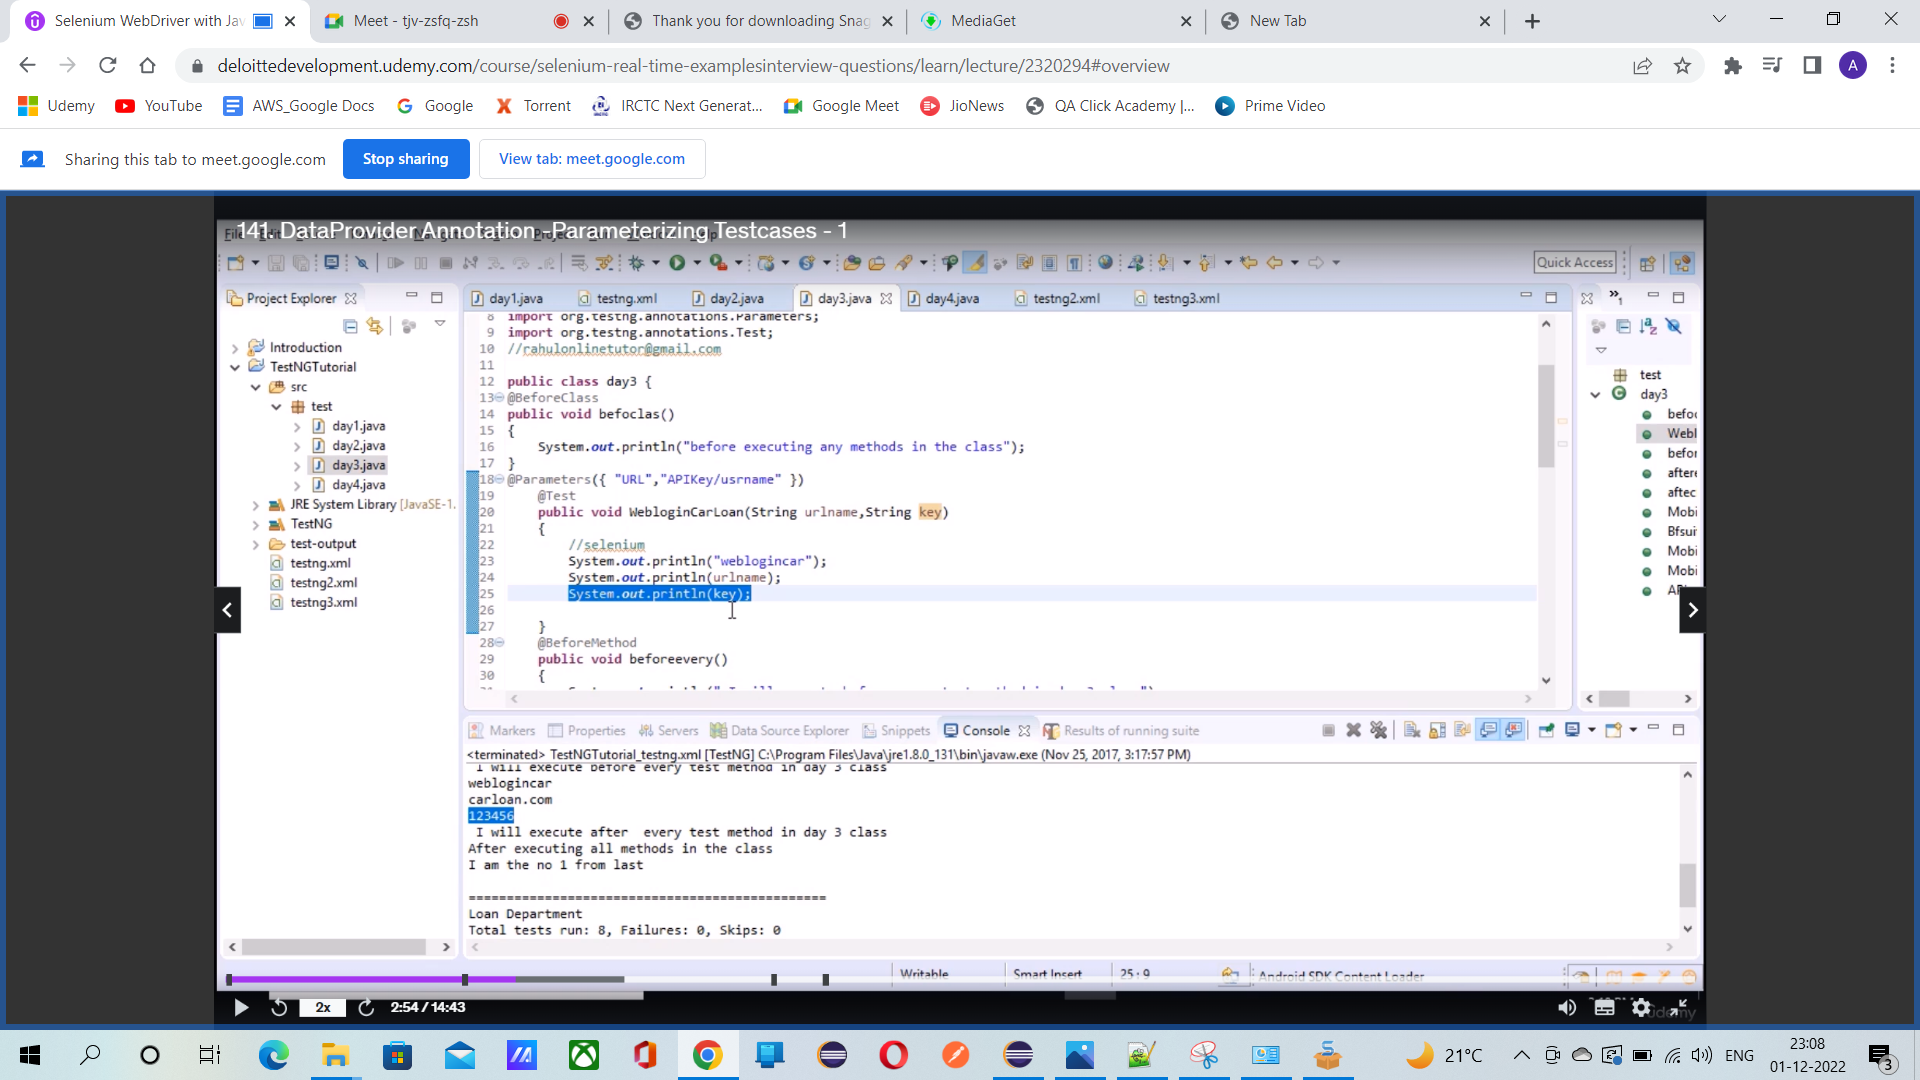 Selenium WebDriver with Jav
Meet - tjv-zsfq-zsh
Thank you for downloading Snag
MediaGet
New Tab
deloittedevelopment.udemy.com/course/selenium-real-time-examplesinterview-questions/learn/lecture/2320294#overview
A
Udemy
YouTube
AWS_Google Docs
Google
Torrent
IRCTC Next Generat...
Google Meet
JioNews
QA Click Academy |...
Prime Video
Sharing this tab to meet.google.com
Stop sharing
View tab: meet.google.com
141. DataProvider Annotation -Parameterizing Testcases - 1
Quick Access
Project Explorer
day1.java
testng.xml
day2.java
day3.java
day4.java
testng2.xml
testng3.xml
Introduction
TestNGTutorial
src
test
day1.java
day2.java
day3.java
day4.java
JRE System Library [JavaSE-1.
TestNG
test-output
testng.xml
testng2.xml
testng3.xml
8 import org.testng.annotations.Parameters;
9 import org.testng.annotations.Test;
10 //rahulonlinetutor@gmail.com
11
12 public class day3 {
13 @BeforeClass
14 public void befoclas()
15 {
16 System.out.println("before executing any methods in the class");
17 }
18 @Parameters({ "URL","APIKey/usrname" })
19 @Test
20 public void WebloginCarLoan(String urlname,String key)
21 {
22 //selenium
23 System.out.println("weblogincar");
24 System.out.println(urlname);
25 System.out.println(key);
26
27 }
28 @BeforeMethod
29 public void beforeevery()
30 {
test
day3
befoc
Webl
befor
aftere
aftec
Mobi
Bfsuit
Mobi
Mobi
Markers
Properties
Servers
Data Source Explorer
Snippets
Console
Results of running suite
<terminated> TestNGTutorial_testng.xml [TestNG] C:\Program Files\Java\jre1.8.0_131\bin\javaw.exe (Nov 25, 2017, 3:17:57 PM)
I will execute before every test method in day 3 class
weblogincar
carloan.com
123456
I will execute after every test method in day 3 class
After executing all methods in the class
I am the no 1 from last
===============================================
Loan Department
Total tests run: 8, Failures: 0, Skips: 0
Writable
Smart Insert
25 : 9
Android SDK Content Loader
2x
2:54 / 14:43
udemy
21°C
ENG
23:08
01-12-2022
3